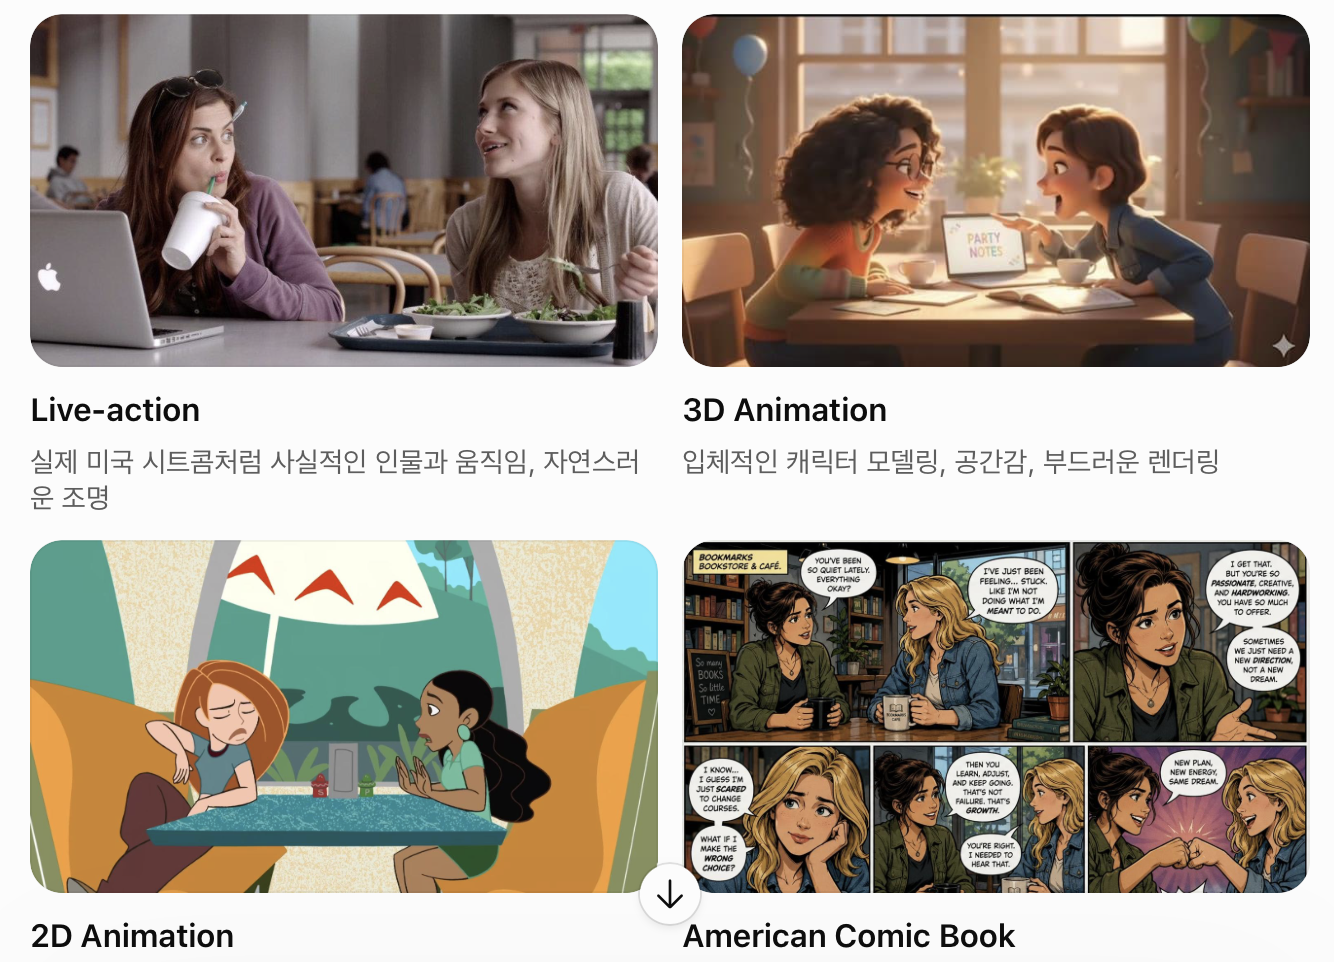 PARTY
NOTES
Live-action
실제 미국 시트콤처럼 사실적인 인물과 움직임, 자연스러
운 조명
3D Animation
입체적인 캐릭터 모델링, 공간감, 부드러운 렌더링
S
P
BOOKMARKS
BOOKSTORE & CAFÉ.
YOU'VE BEEN
SO QUIET LATELY.
EVERYTHING
OKAY?
I'VE JUST BEEN
FEELING... STUCK.
LIKE I'M NOT
DOING WHAT I'M
MEANT TO DO.
So many
BOOKS
So little
TIME
BOOKMARKS
CAFÉ
I GET THAT.
BUT YOU'RE SO
PASSIONATE, CREATIVE,
AND HARDWORKING.
YOU HAVE SO MUCH
TO OFFER.
SOMETIMES
WE JUST NEED A
NEW DIRECTION,
NOT A NEW
DREAM.
I KNOW...
I GUESS I'M
JUST SCARED
TO CHANGE
COURSES.
WHAT IF I
MAKE THE
WRONG
CHOICE?
THEN YOU
LEARN, ADJUST,
AND KEEP GOING.
THAT'S NOT
FAILURE. THAT'S
GROWTH.
YOU'RE RIGHT.
I NEEDED TO
HEAR THAT.
NEW PLAN,
NEW ENERGY,
SAME DREAM.
2D Animation
American Comic Book